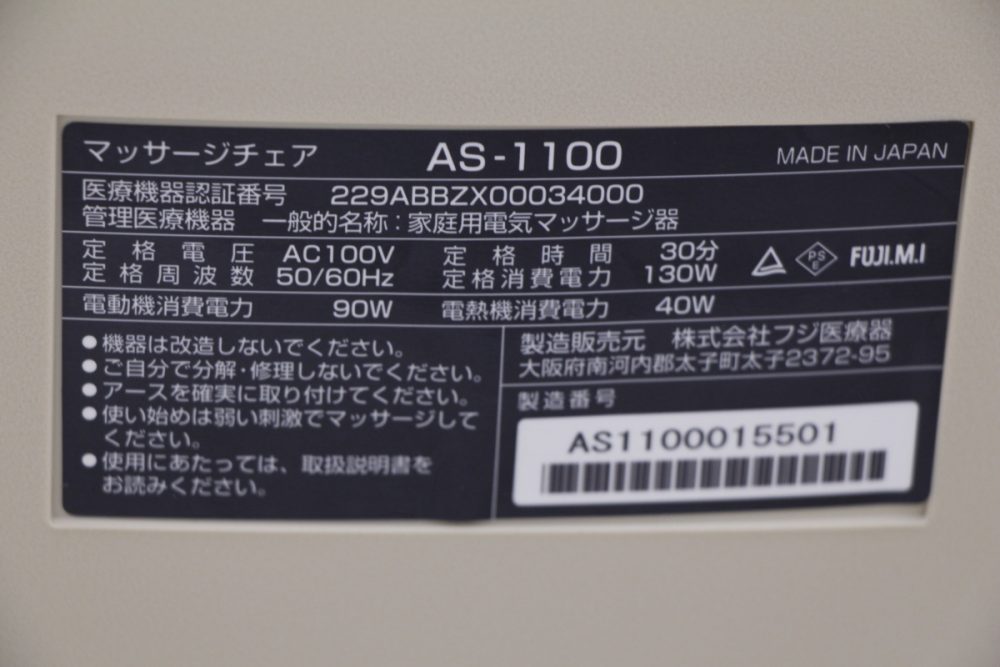 マッサージチェア AS-1100 MADE IN JAPAN
医療機器認証番号 229ABBZX00034000
管理医療機器 一般的名称：家庭用電気マッサージ器
定格電圧 AC100V 定格時間 30分
定格周波数 50/60Hz 定格消費電力 130W
PS
E
FUJI.M.I
電動機消費電力 90W 電熱機消費電力 40W
●機器は改造しないでください。
●ご自分で分解・修理しないでください。
●アースを確実に取り付けてください。
●使い始めは弱い刺激でマッサージして
ください。
●使用にあたっては、取扱説明書を
お読みください。
製造販売元 株式会社フジ医療器
大阪府南河内郡太子町太子2372-95
製造番号
AS1100015501